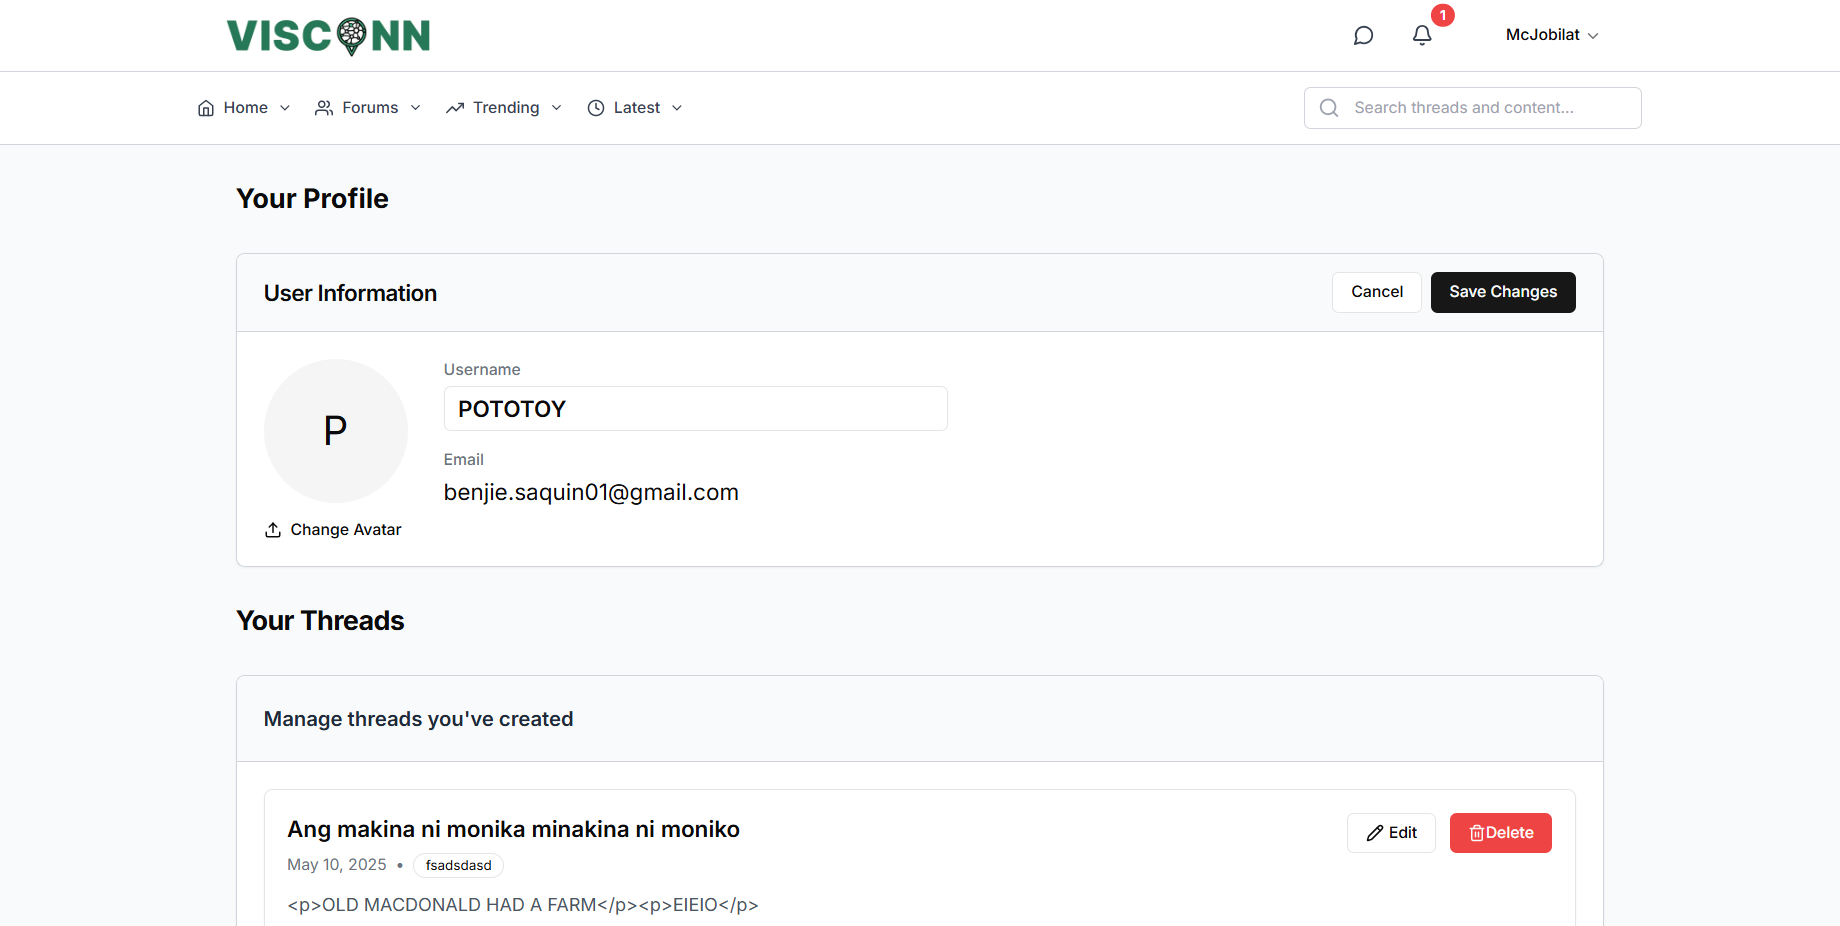 VISCONN
1
McJobilat
Home
Forums
Trending
Latest
Search threads and content...
Your Profile
User Information
Cancel
Save Changes
P
Username
POTOTOY
Email
benjie.saquin01@gmail.com
Change Avatar
Your Threads
Manage threads you've created
Ang makina ni monika minakina ni moniko
Edit
Delete
May 10, 2025 • fsadsdasd
<p>OLD MACDONALD HAD A FARM</p><p>EIEIO</p>